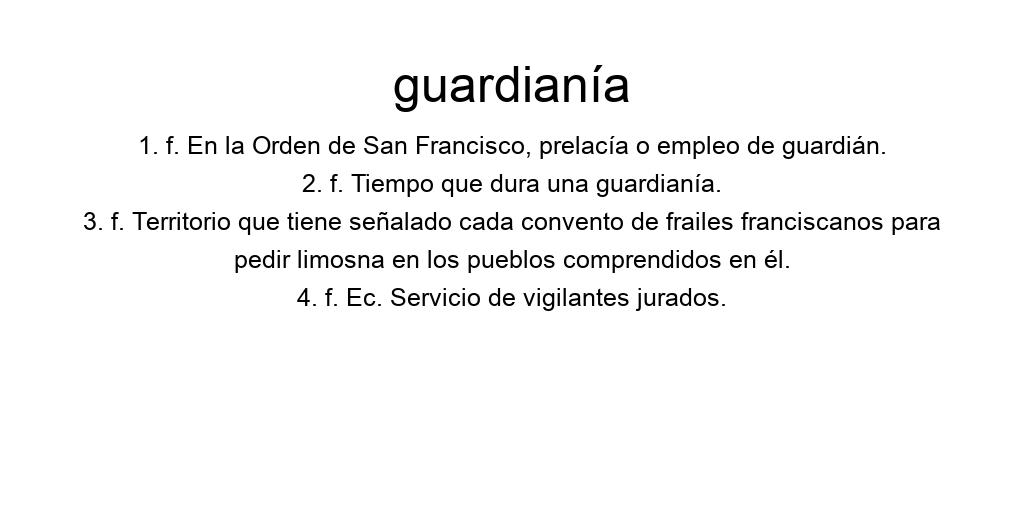 guardianía
1. f. En la Orden de San Francisco, prelacía o empleo de guardián.
2. f. Tiempo que dura una guardianía.
3. f. Territorio que tiene señalado cada convento de frailes franciscanos para
pedir limosna en los pueblos comprendidos en él.
4. f. Ec. Servicio de vigilantes jurados.